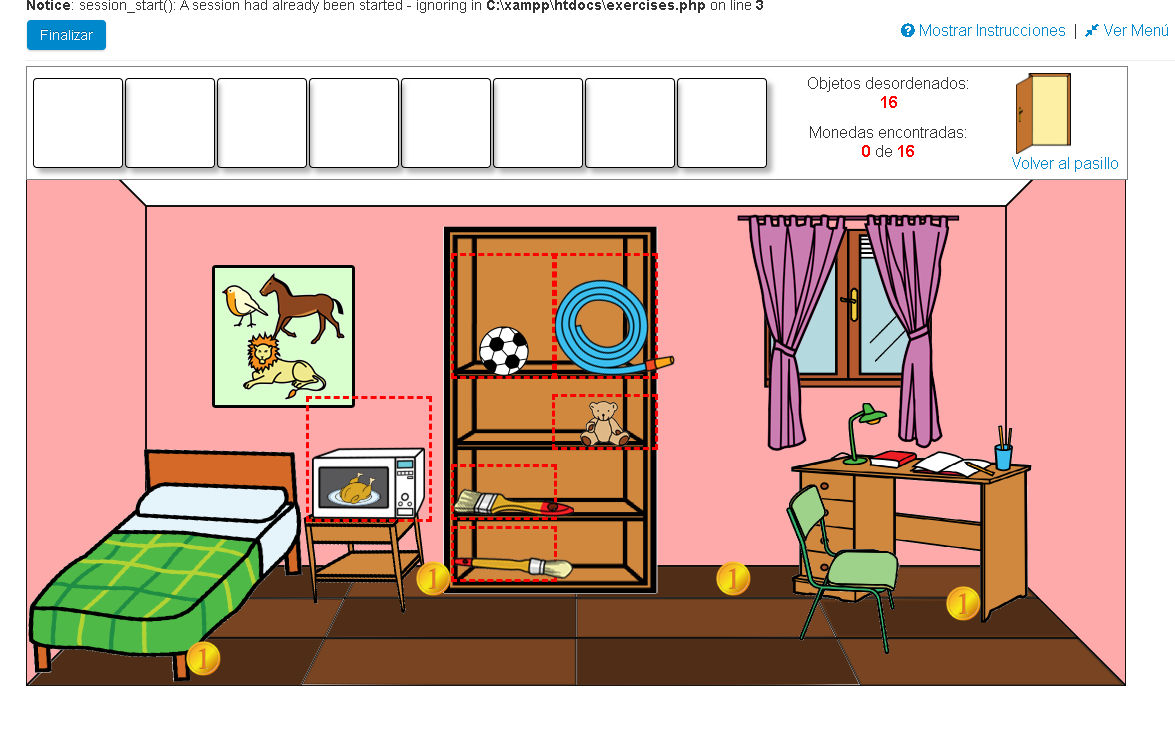 Notice: session_start(): A session had already been started - ignoring in C:\xampp\htdocs\exercises.php on line 3
Finalizar
Mostrar Instrucciones | Ver Menú
Objetos desordenados:
16
Monedas encontradas:
0 de 16
Volver al pasillo
1
1
1
1